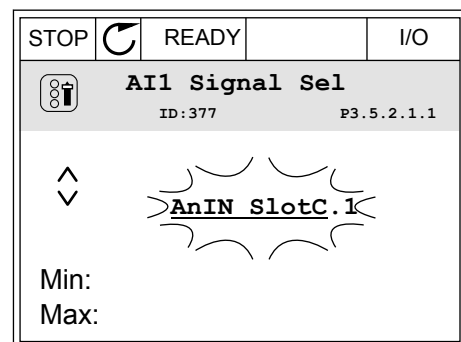 STOP READY I/O
AI1 Signal Sel
ID:377 P3.5.2.1.1
AnIN SlotC.1
Min:
Max: